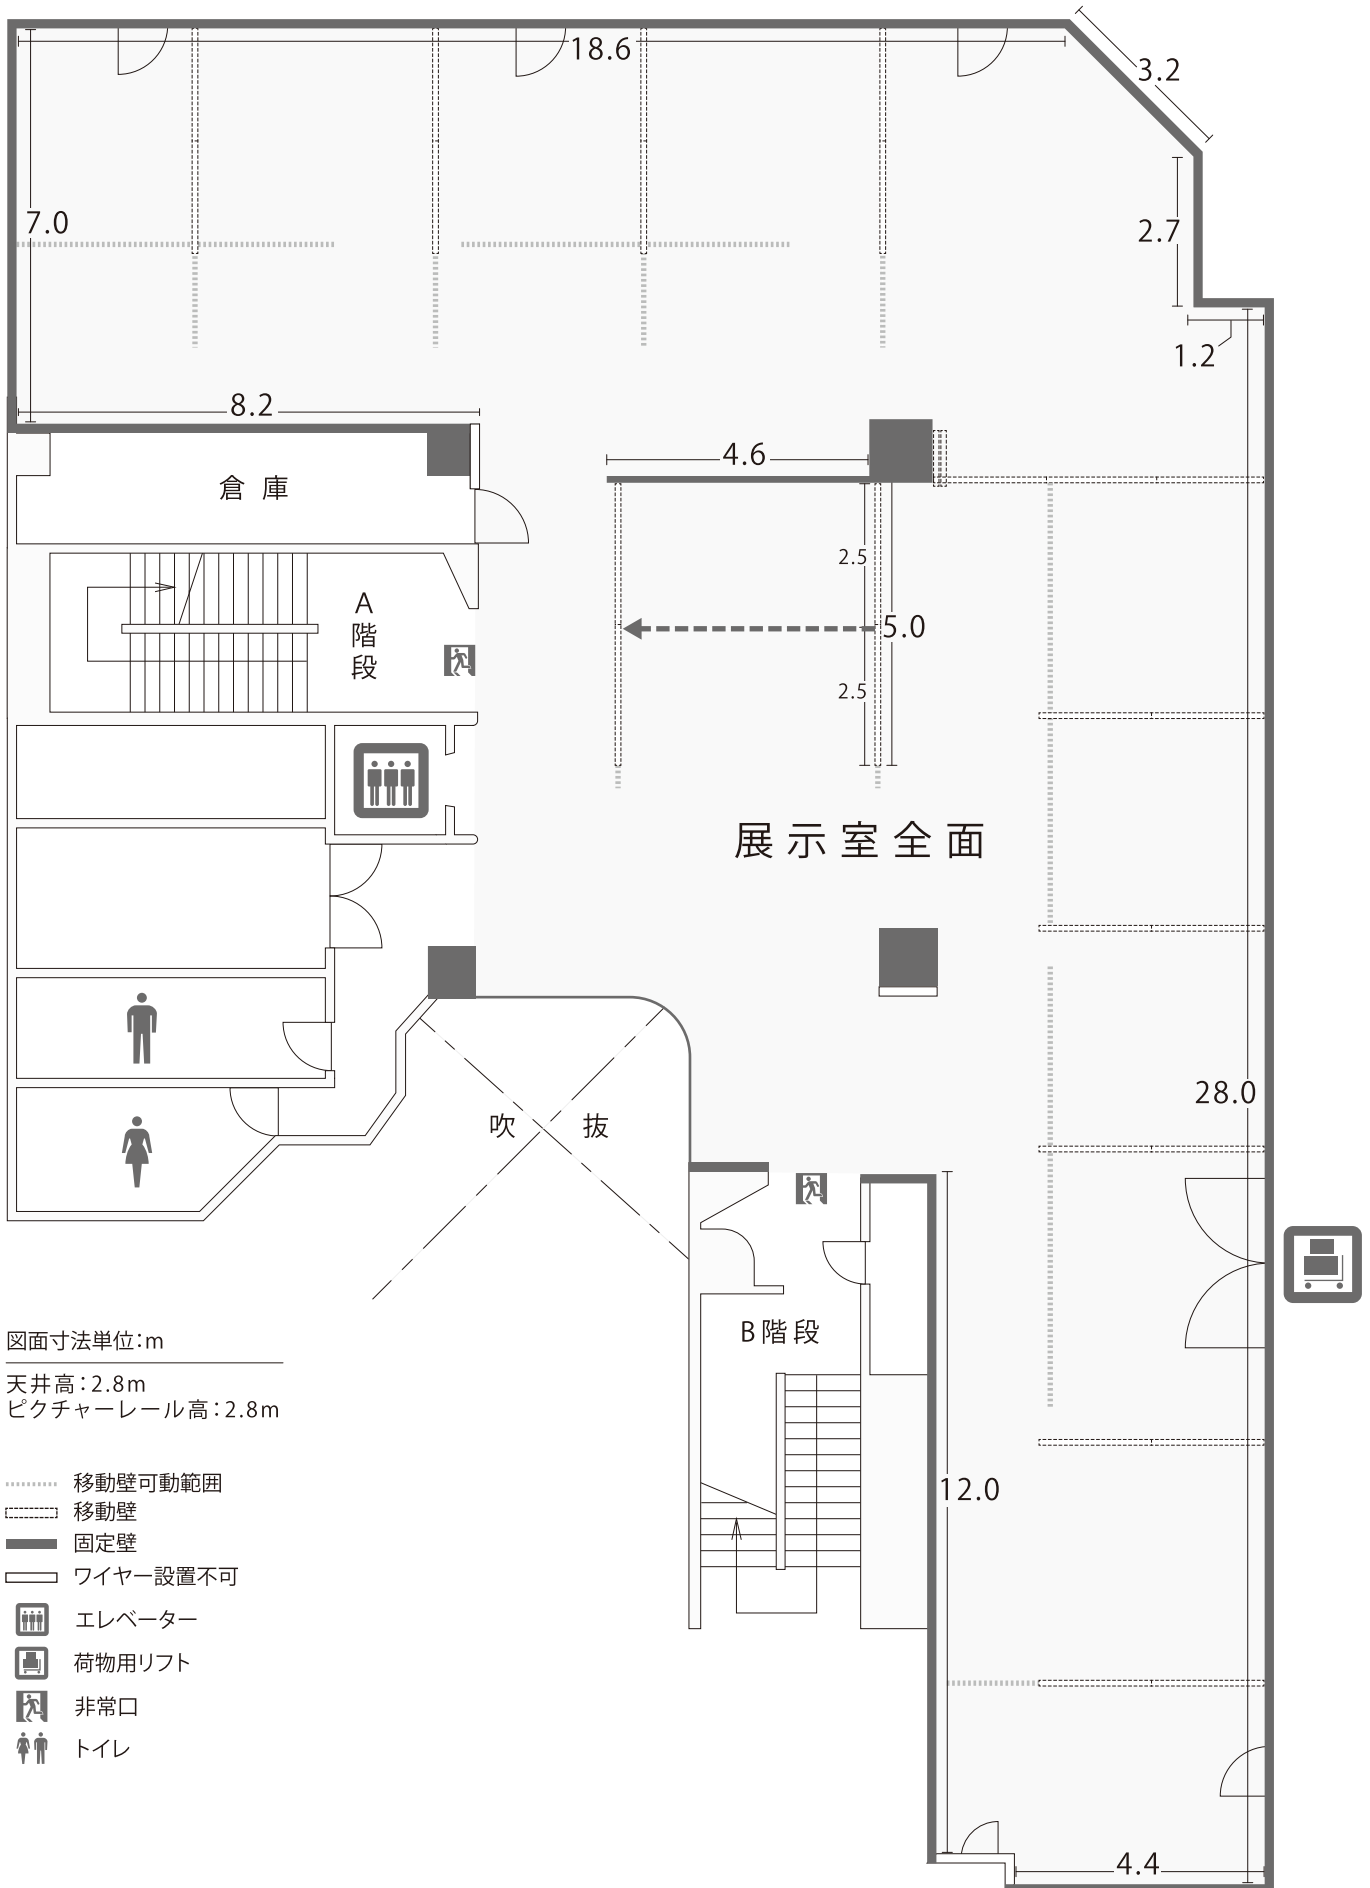 18.6
3.2
7.0
2.7
1.2
8.2
4.6
倉庫
2.5
A階段
5.0
2.5
展示室全面
28.0
吹 抜
B階段
図面寸法単位:m
天井高:2.8m
ピクチャーレール高:2.8m
移動壁可動範囲
移動壁
12.0
固定壁
ワイヤー設置不可
エレベーター
荷物用リフト
非常口
トイレ
4.4